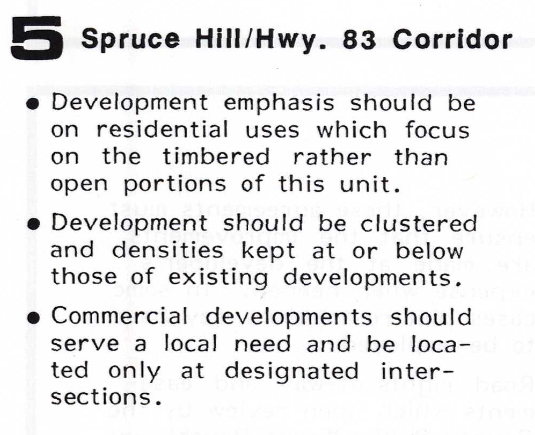 5 Spruce Hill/Hwy. 83 Corridor
● Development emphasis should be
on residential uses which focus
on the timbered rather than
open portions of this unit.
● Development should be clustered
and densities kept at or below
those of existing developments.
● Commercial developments should
serve a local need and be loca-
ted only at designated inter-
sections.